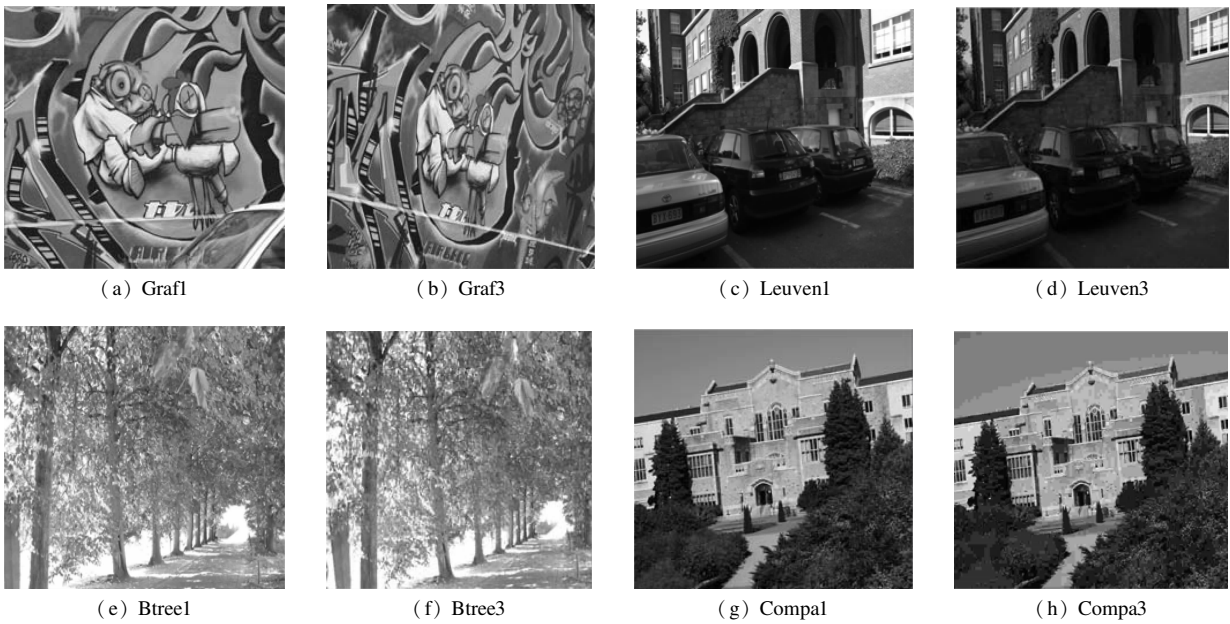 (a) Graf1
(b) Graf3
(c) Leuven1
(d) Leuven3
(e) Btree1
(f) Btree3
(g) Compa1
(h) Compa3